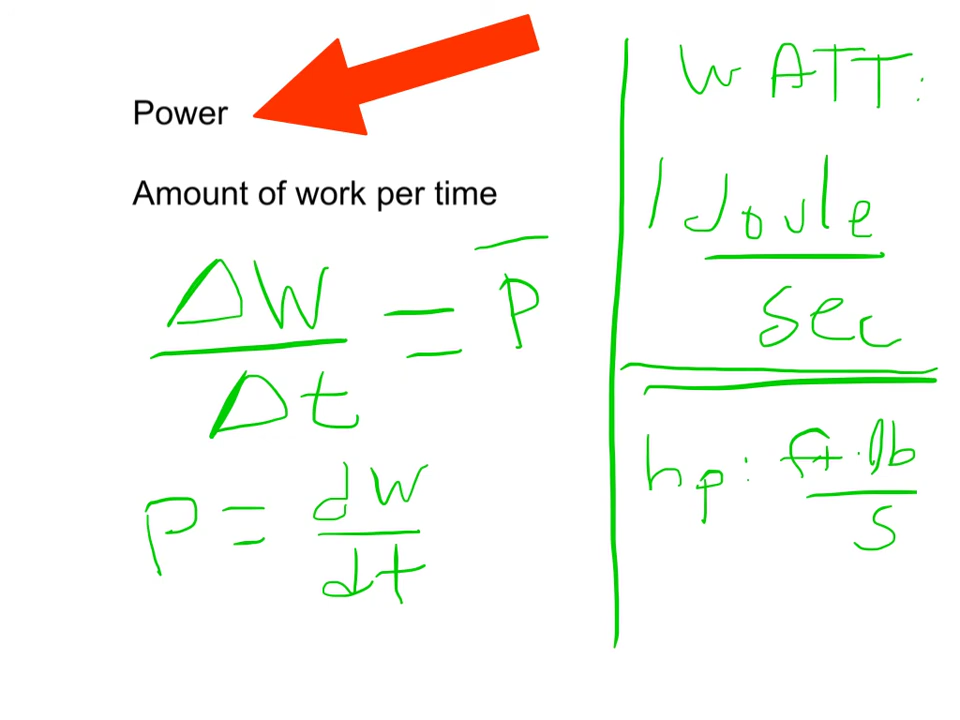 Power
Amount of work per time
ΔW
Δt
= P̅
P = dW
dt
WATT:
1 Joule
sec
hp: ft·lb
s